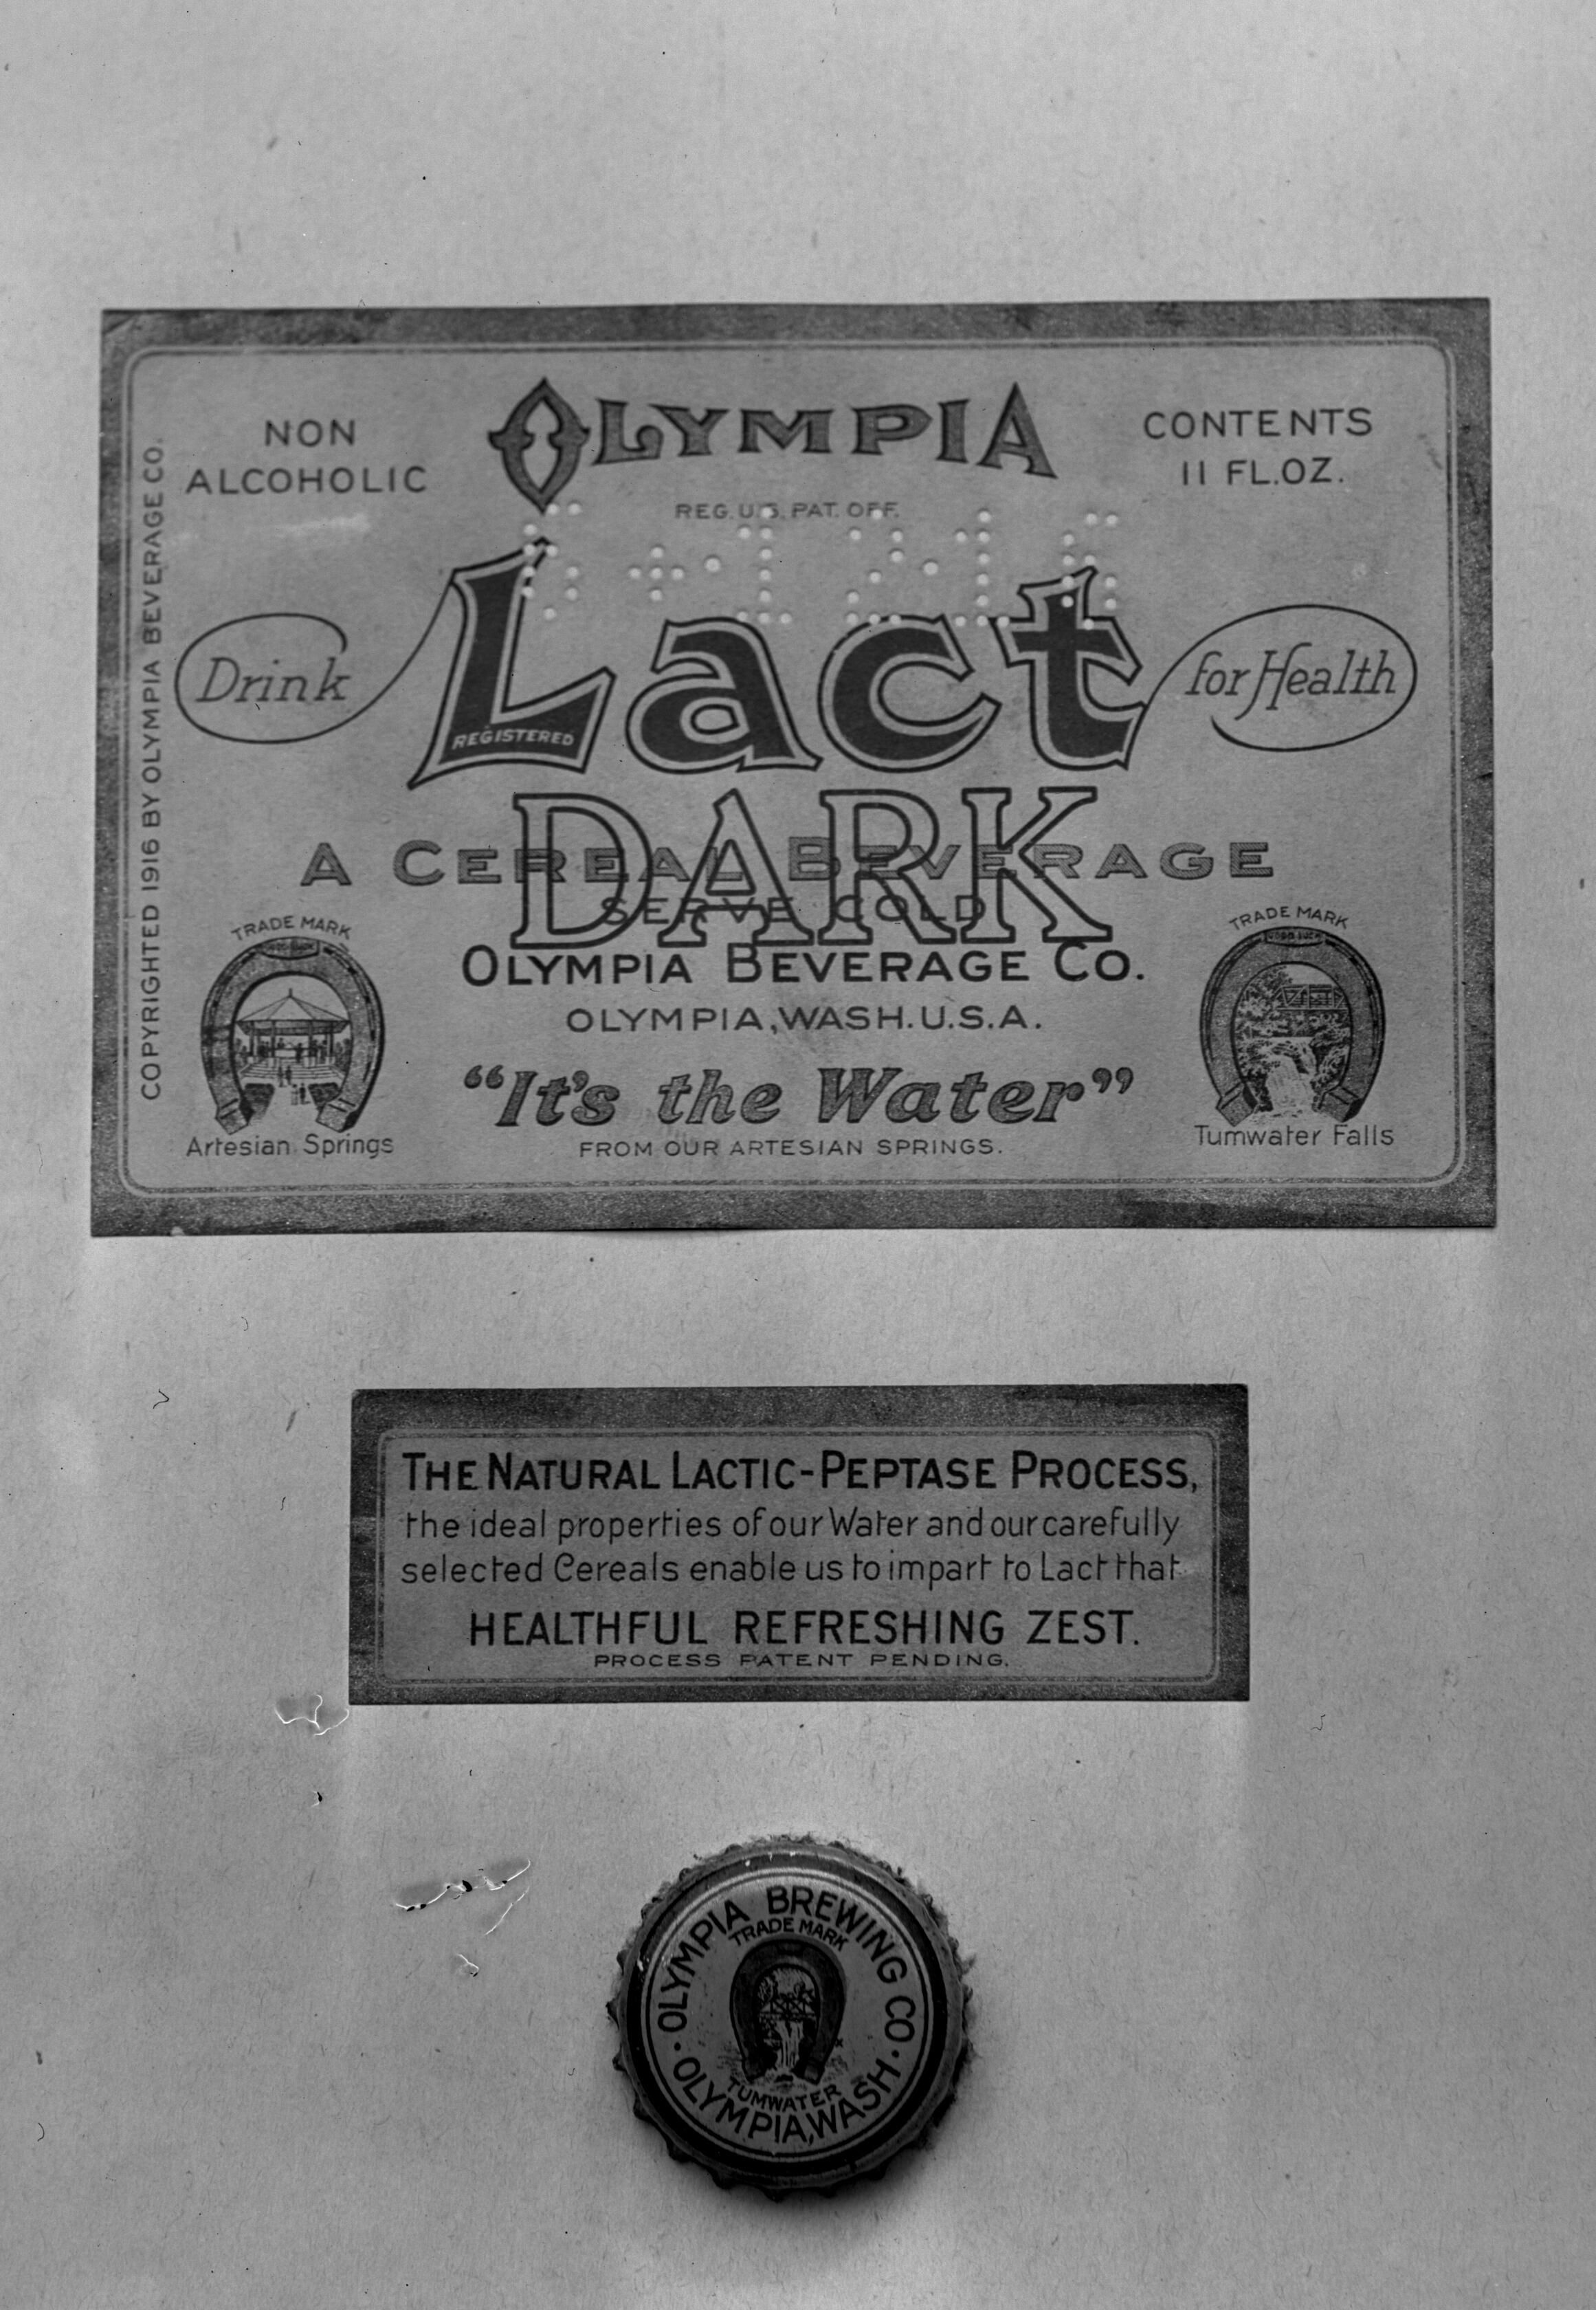 NON
ALCOHOLIC
OLYMPIA
REG. U.S. PAT. OFF.
CONTENTS
11 FL.OZ.
COPYRIGHTED 1916 BY OLYMPIA BEVERAGE CO.
Drink
Lact
REGISTERED
for Health
DARK
A CEREAL BEVERAGE
SERVE COLD
OLYMPIA BEVERAGE CO.
OLYMPIA, WASH. U.S.A.
"It's the Water"
FROM OUR ARTESIAN SPRINGS.
TRADE MARK
Artesian Springs
TRADE MARK
Tumwater Falls
THE NATURAL LACTIC-PEPTASE PROCESS,
the ideal properties of our Water and our carefully
selected Cereals enable us to impart to Lact that
HEALTHFUL REFRESHING ZEST.
PROCESS PATENT PENDING.
OLYMPIA BREWING CO
TRADE MARK
TUMWATER
OLYMPIA, WASH